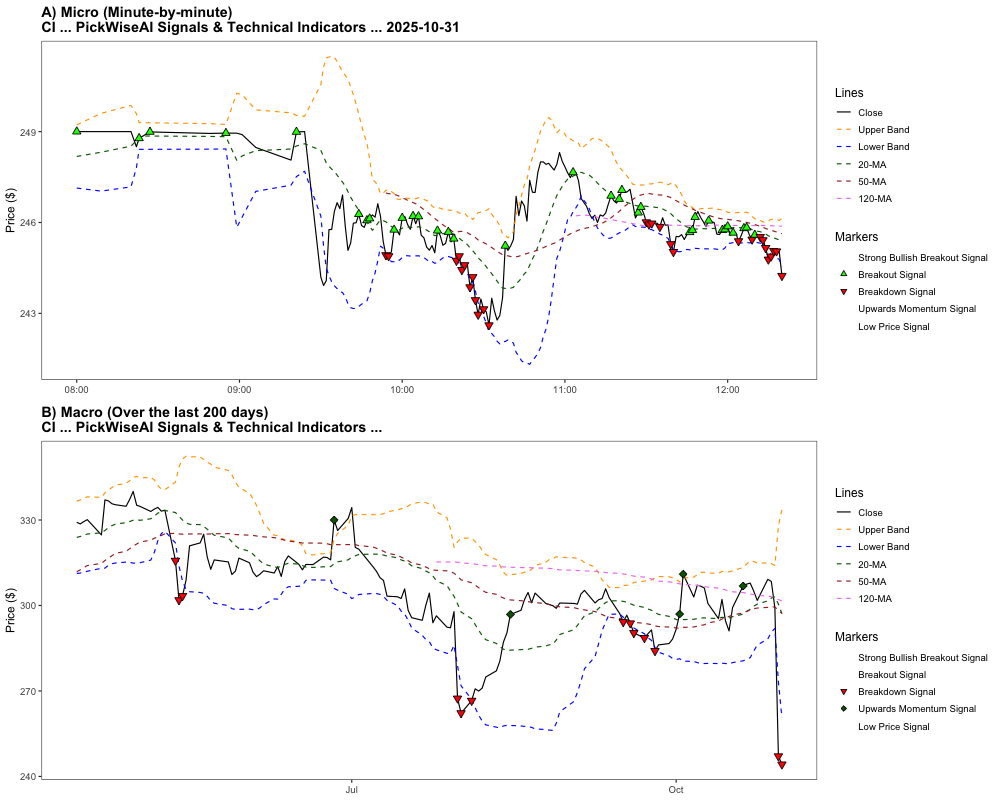 A) Micro (Minute-by-minute)
CI ... PickWiseAI Signals & Technical Indicators ... 2025-10-31
Price ($)
249
246
243
08:00
09:00
10:00
11:00
12:00
Lines
Close
Upper Band
Lower Band
20-MA
50-MA
120-MA
Markers
Strong Bullish Breakout Signal
Breakout Signal
Breakdown Signal
Upwards Momentum Signal
Low Price Signal
B) Macro (Over the last 200 days)
CI ... PickWiseAI Signals & Technical Indicators ...
Price ($)
330
300
270
240
Jul
Oct
Lines
Close
Upper Band
Lower Band
20-MA
50-MA
120-MA
Markers
Strong Bullish Breakout Signal
Breakout Signal
Breakdown Signal
Upwards Momentum Signal
Low Price Signal